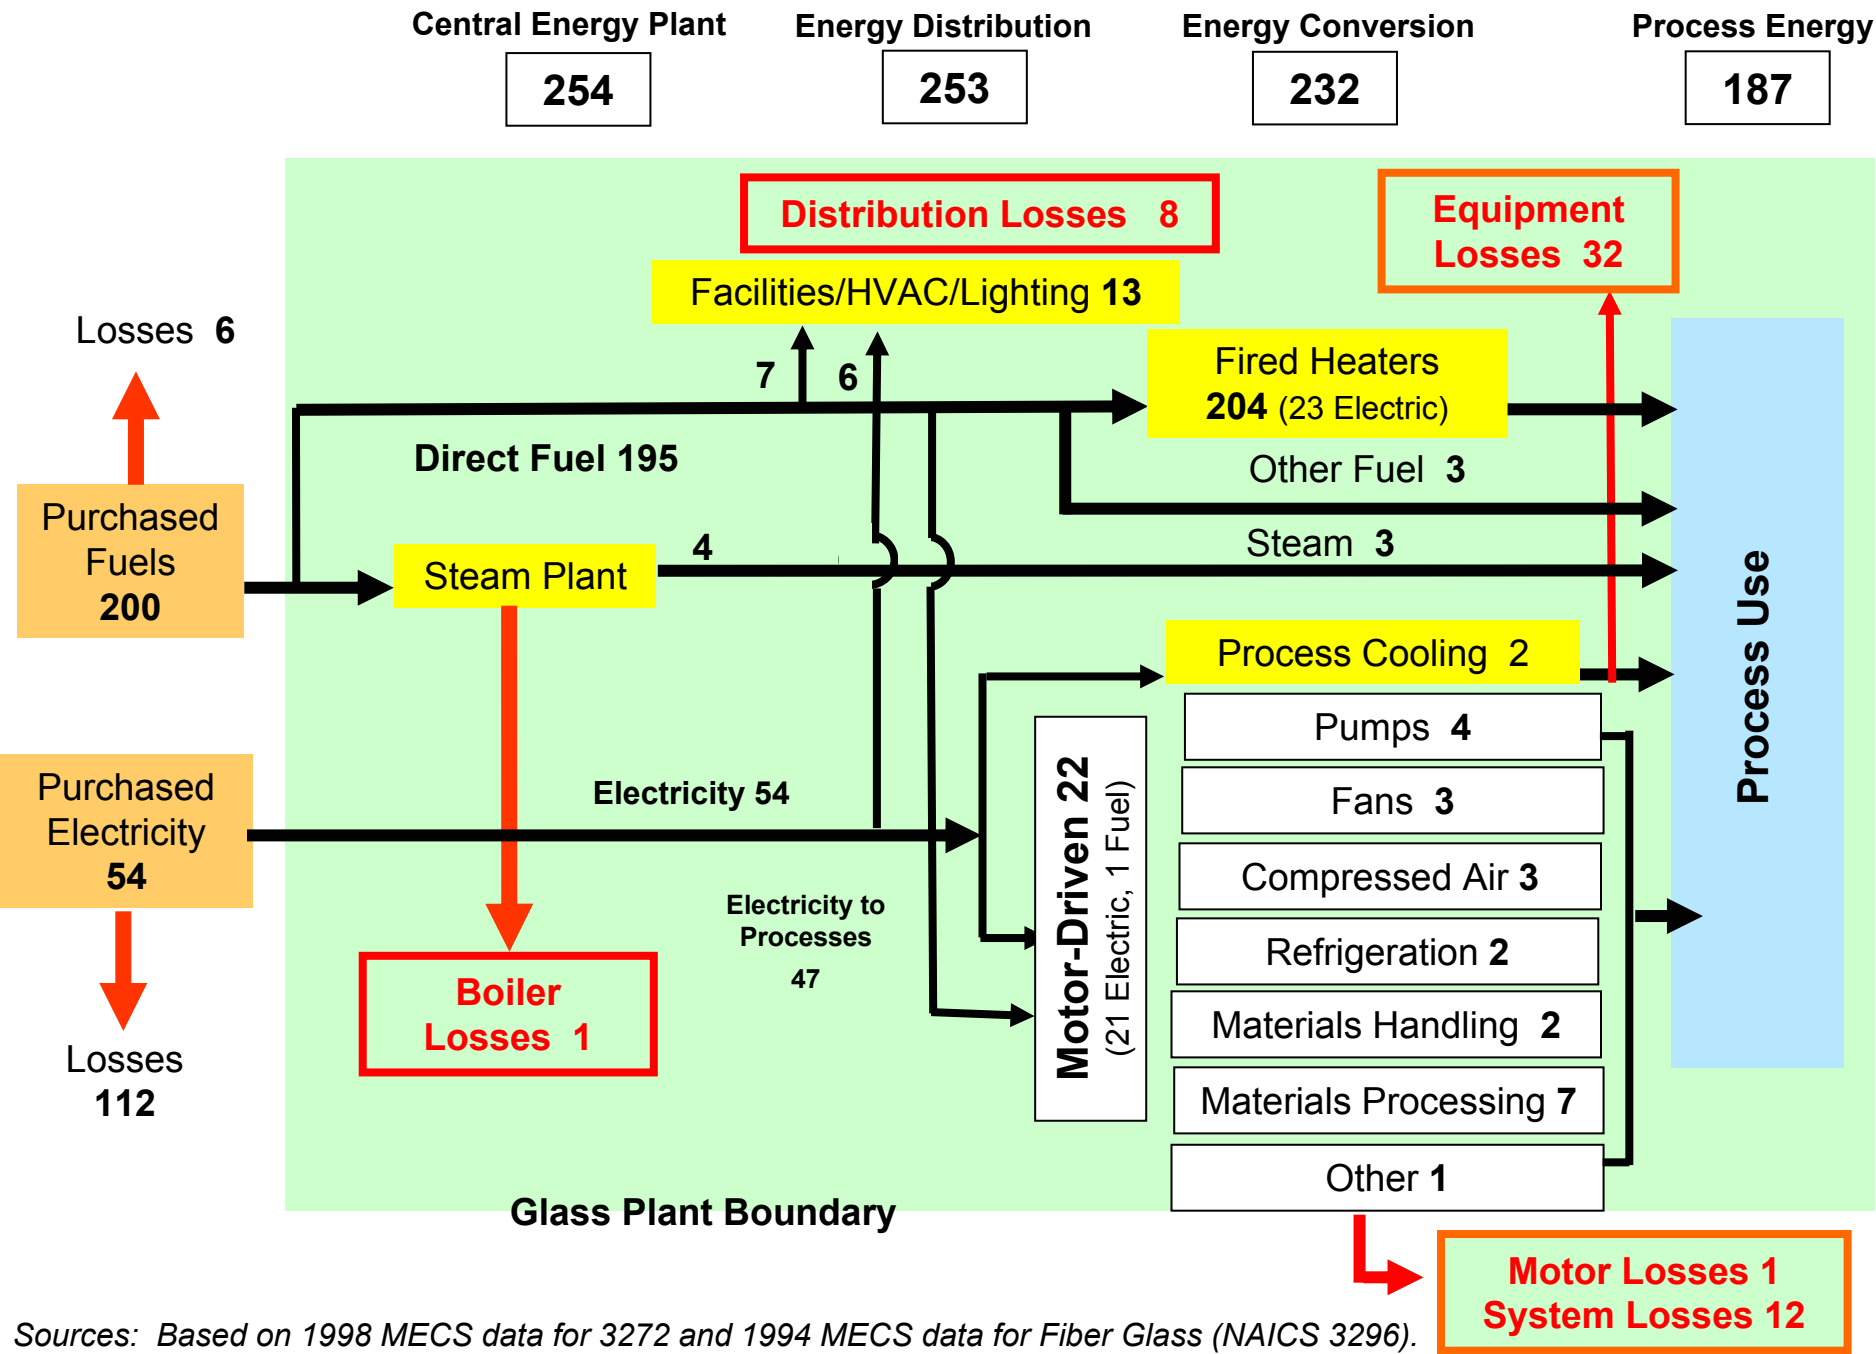 Central Energy Plant
Energy Distribution
Energy Conversion
Process Energy
254
253
232
187
Distribution Losses 8
Equipment
Losses 32
Facilities/HVAC/Lighting 13
Losses 6
7
6
Fired Heaters
204 (23 Electric)
Direct Fuel 195
Other Fuel 3
Purchased
Fuels
200
Steam Plant
4
Steam 3
Process Use
Process Cooling 2
Pumps 4
Purchased
Electricity
54
Electricity 54
Motor-Driven 22
(21 Electric, 1 Fuel)
Fans 3
Compressed Air 3
Electricity to
Processes
47
Refrigeration 2
Boiler
Losses 1
Materials Handling 2
Losses
112
Materials Processing 7
Other 1
Glass Plant Boundary
Motor Losses 1
System Losses 12
Sources: Based on 1998 MECS data for 3272 and 1994 MECS data for Fiber Glass (NAICS 3296).